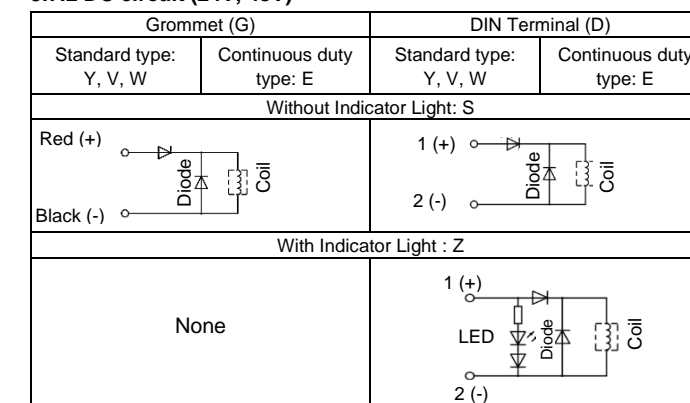 Grommet (G) DIN Terminal (D)
Standard type: Continuous duty Standard type: Continuous duty
Y, V, W type: E Y, V, W type: E
Without Indicator Light: S
Red (+) 1 (+)
Diode Coil Diode Coil
Black (-) 2 (-)
With Indicator Light : Z
1 (+)
None LED Diode Coil
2 (-)